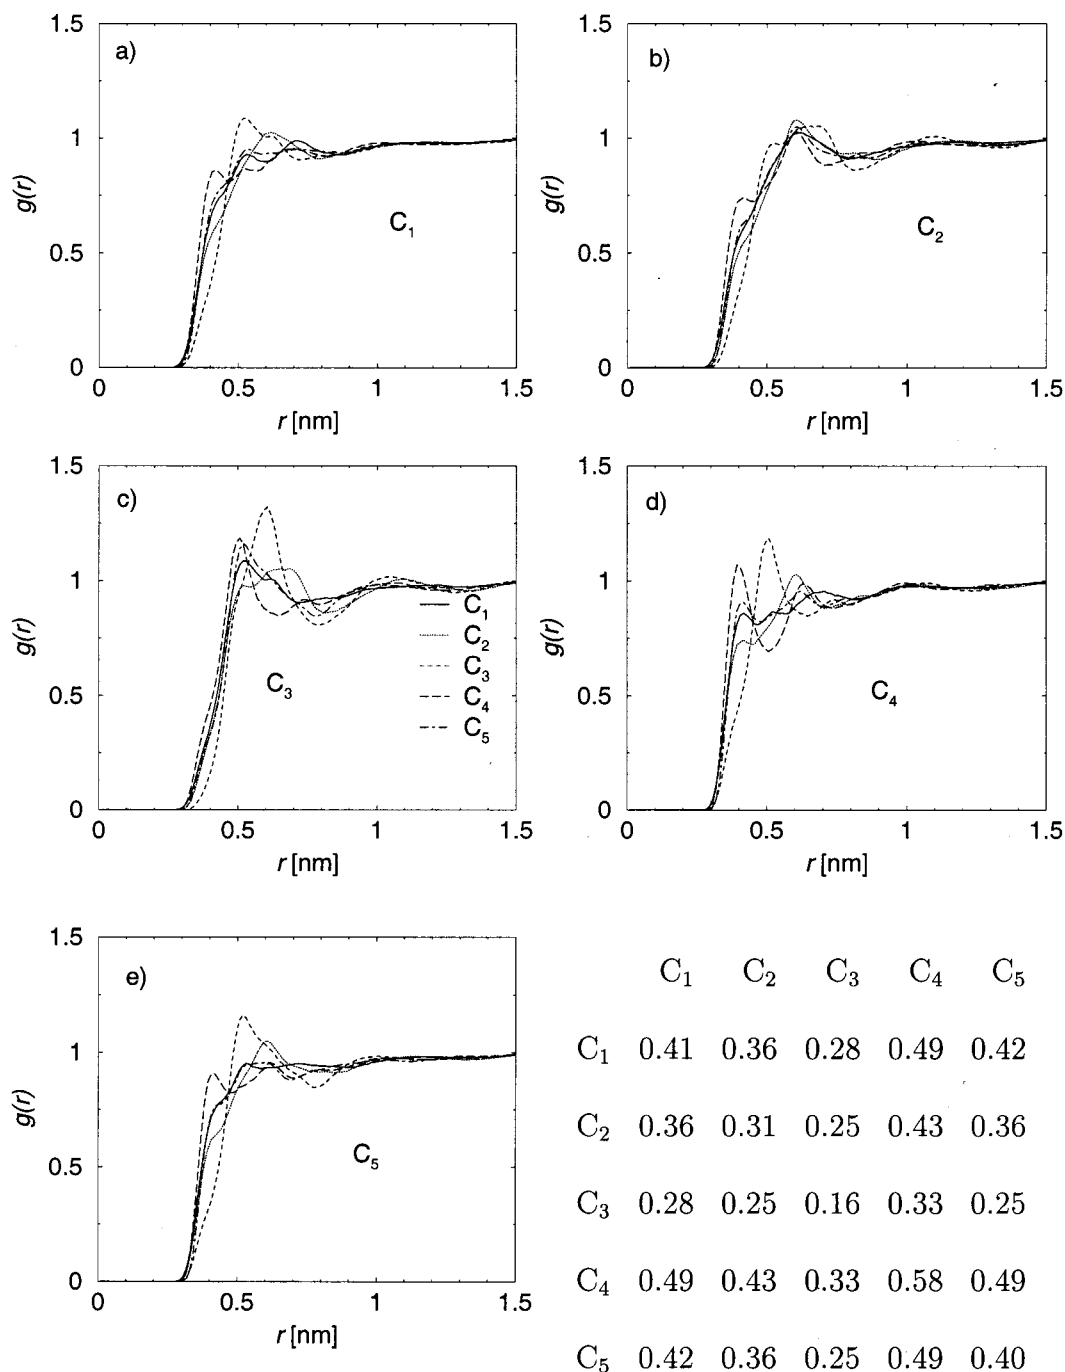 a)
1.5
1
0.5
0
g(r)
C₁
0 0.5 1 1.5
r [nm]
b)
1.5
1
0.5
0
g(r)
C₂
0 0.5 1 1.5
r [nm]
c)
1.5
1
0.5
0
g(r)
C₃
C₁
C₂
C₃
C₄
C₅
0 0.5 1 1.5
r [nm]
d)
1.5
1
0.5
0
g(r)
C₄
0 0.5 1 1.5
r [nm]
e)
1.5
1
0.5
0
g(r)
C₅
0 0.5 1 1.5
r [nm]
C₁ C₂ C₃ C₄ C₅
C₁ 0.41 0.36 0.28 0.49 0.42
C₂ 0.36 0.31 0.25 0.43 0.36
C₃ 0.28 0.25 0.16 0.33 0.25
C₄ 0.49 0.43 0.33 0.58 0.49
C₅ 0.42 0.36 0.25 0.49 0.40